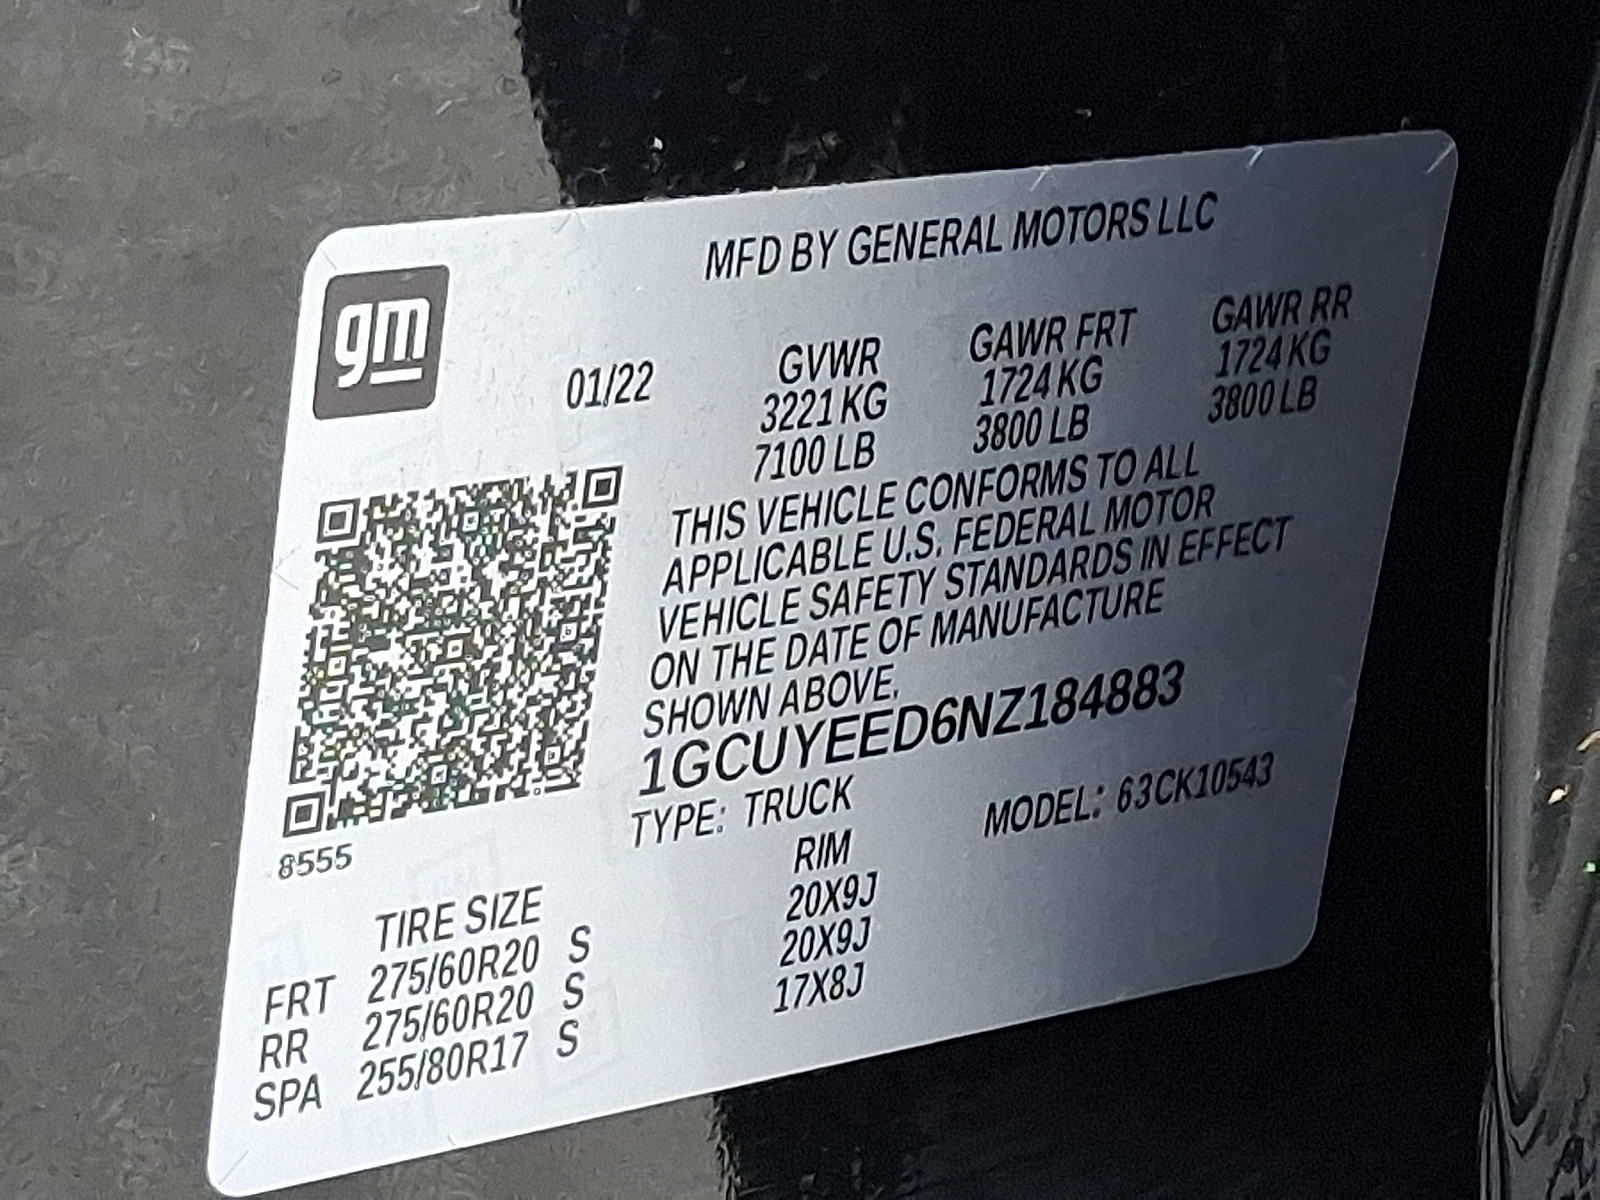 MFD BY GENERAL MOTORS LLC
gm
01/22 GVWR GAWR FRT GAWR RR
3221 KG 1724 KG 1724 KG
7100 LB 3800 LB 3800 LB
THIS VEHICLE CONFORMS TO ALL
APPLICABLE U.S. FEDERAL MOTOR
VEHICLE SAFETY STANDARDS IN EFFECT
ON THE DATE OF MANUFACTURE
SHOWN ABOVE.
1GCUYEED6NZ184883
TYPE: TRUCK MODEL: 63CK10543
8555
TIRE SIZE RIM
FRT 275/60R20 S 20X9J
RR 275/60R20 S 20X9J
SPA 255/80R17 S 17X8J